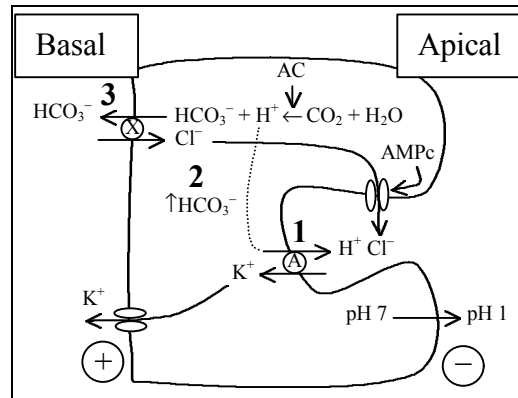 Basal
Apical
AC
3
HCO₃⁻
HCO₃⁻ + H⁺ ← CO₂ + H₂O
X
Cl⁻
AMPc
2
↑HCO₃⁻
1
H⁺ Cl⁻
A
K⁺
K⁺
pH 7
pH 1
+
−